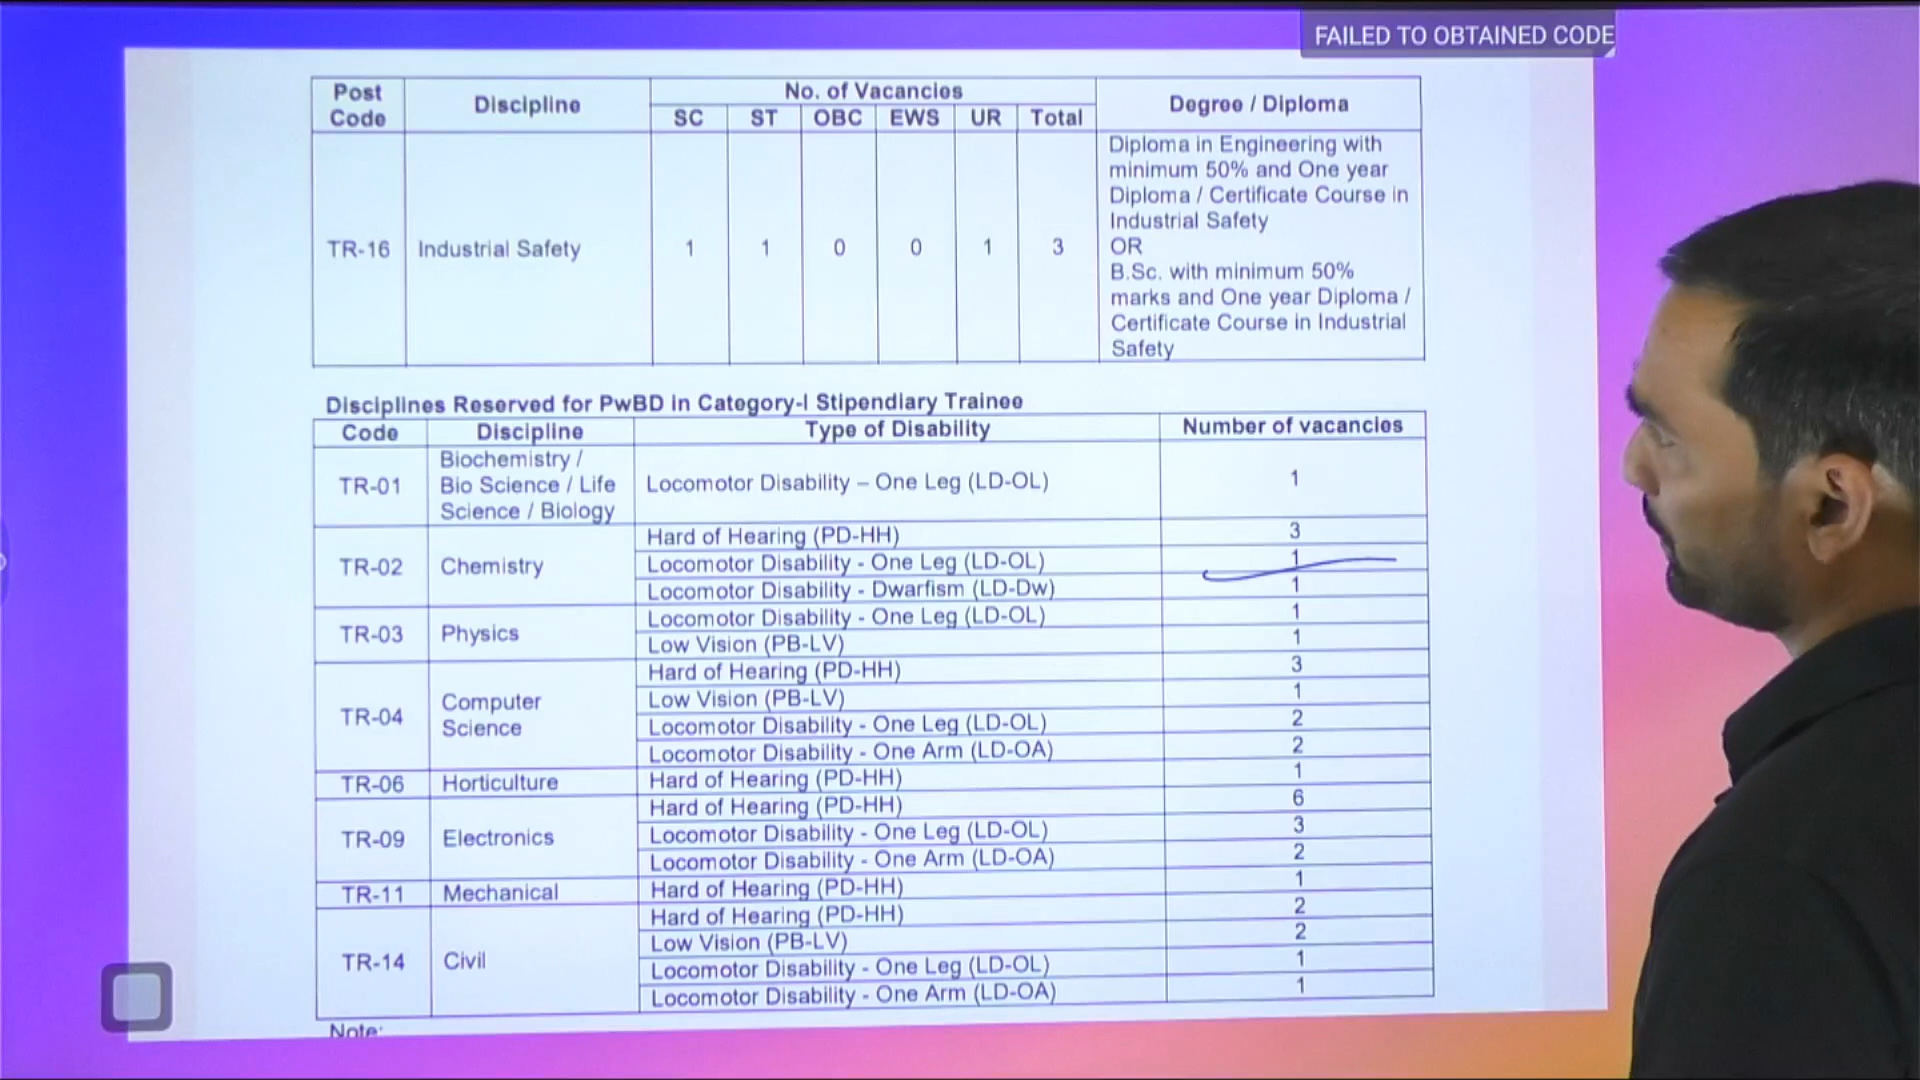 FAILED TO OBTAINED CODE
Post Code | Discipline | No. of Vacancies | Degree / Diploma
SC | ST | OBC | EWS | UR | Total
TR-16 | Industrial Safety | 1 | 1 | 0 | 0 | 1 | 3
Diploma in Engineering with
minimum 50% and One year
Diploma / Certificate Course in
Industrial Safety
OR
B.Sc. with minimum 50%
marks and One year Diploma /
Certificate Course in Industrial
Safety
Disciplines Reserved for PwBD in Category-I Stipendiary Trainee
Code | Discipline | Type of Disability | Number of vacancies
TR-01 | Biochemistry /
Bio Science / Life
Science / Biology | Locomotor Disability – One Leg (LD-OL) | 1
TR-02 | Chemistry | Hard of Hearing (PD-HH) | 3
Locomotor Disability - One Leg (LD-OL) | 1
Locomotor Disability - Dwarfism (LD-Dw) | 1
TR-03 | Physics | Locomotor Disability - One Leg (LD-OL) | 1
Low Vision (PB-LV) | 1
TR-04 | Computer Science | Hard of Hearing (PD-HH) | 3
Low Vision (PB-LV) | 1
Locomotor Disability - One Leg (LD-OL) | 2
Locomotor Disability - One Arm (LD-OA) | 2
TR-06 | Horticulture | Hard of Hearing (PD-HH) | 1
TR-09 | Electronics | Hard of Hearing (PD-HH) | 6
Locomotor Disability - One Leg (LD-OL) | 3
Locomotor Disability - One Arm (LD-OA) | 2
TR-11 | Mechanical | Hard of Hearing (PD-HH) | 1
TR-14 | Civil | Hard of Hearing (PD-HH) | 2
Low Vision (PB-LV) | 2
Locomotor Disability - One Leg (LD-OL) | 1
Locomotor Disability - One Arm (LD-OA) | 1
Note: